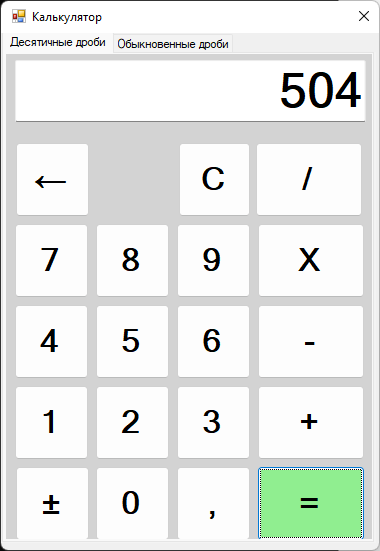 Калькулятор
Десятичные дроби Обыкновенные дроби
504
← C /
7 8 9 X
4 5 6 -
1 2 3 +
± 0 , =